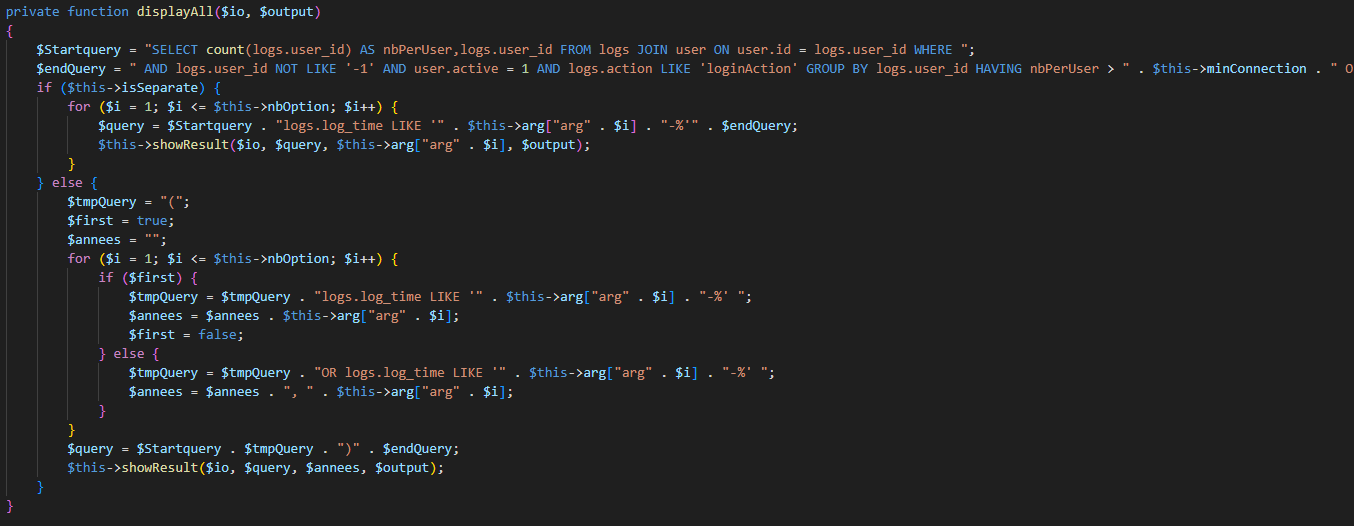 private function displayAll($io, $output)
{
    $Startquery = "SELECT count(logs.user_id) AS nbPerUser,logs.user_id FROM logs JOIN user ON user.id = logs.user_id WHERE ";
    $endQuery = " AND logs.user_id NOT LIKE '-1' AND user.active = 1 AND logs.action LIKE 'loginAction' GROUP BY logs.user_id HAVING nbPerUser > " . $this->minConnection . " O
    if ($this->isSeparate) {
        for ($i = 1; $i <= $this->nbOption; $i++) {
            $query = $Startquery . "logs.log_time LIKE '" . $this->arg["arg" . $i] . "-%'" . $endQuery;
            $this->showResult($io, $query, $this->arg["arg" . $i], $output);
        }
    } else {
        $tmpQuery = "(";
        $first = true;
        $annees = "";
        for ($i = 1; $i <= $this->nbOption; $i++) {
            if ($first) {
                $tmpQuery = $tmpQuery . "logs.log_time LIKE '" . $this->arg["arg" . $i] . "-%' ";
                $annees = $annees . $this->arg["arg" . $i];
                $first = false;
            } else {
                $tmpQuery = $tmpQuery . "OR logs.log_time LIKE '" . $this->arg["arg" . $i] . "-%' ";
                $annees = $annees . ", " . $this->arg["arg" . $i];
            }
        }
        $query = $Startquery . $tmpQuery . ")" . $endQuery;
        $this->showResult($io, $query, $annees, $output);
    }
}